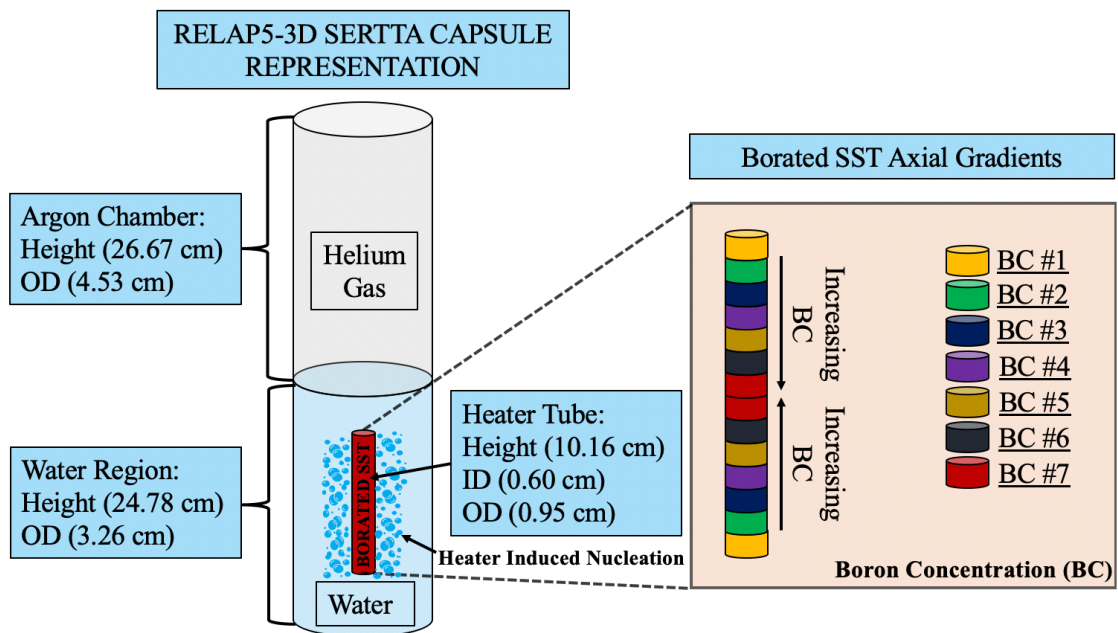 RELAP5-3D SERTTA CAPSULE
REPRESENTATION
Argon Chamber:
Height (26.67 cm)
OD (4.53 cm)
Helium
Gas
Water Region:
Height (24.78 cm)
OD (3.26 cm)
BORATED SST
Heater Tube:
Height (10.16 cm)
ID (0.60 cm)
OD (0.95 cm)
Heater Induced Nucleation
Water
Borated SST Axial Gradients
Increasing
BC
Increasing
BC
BC #1
BC #2
BC #3
BC #4
BC #5
BC #6
BC #7
Boron Concentration (BC)